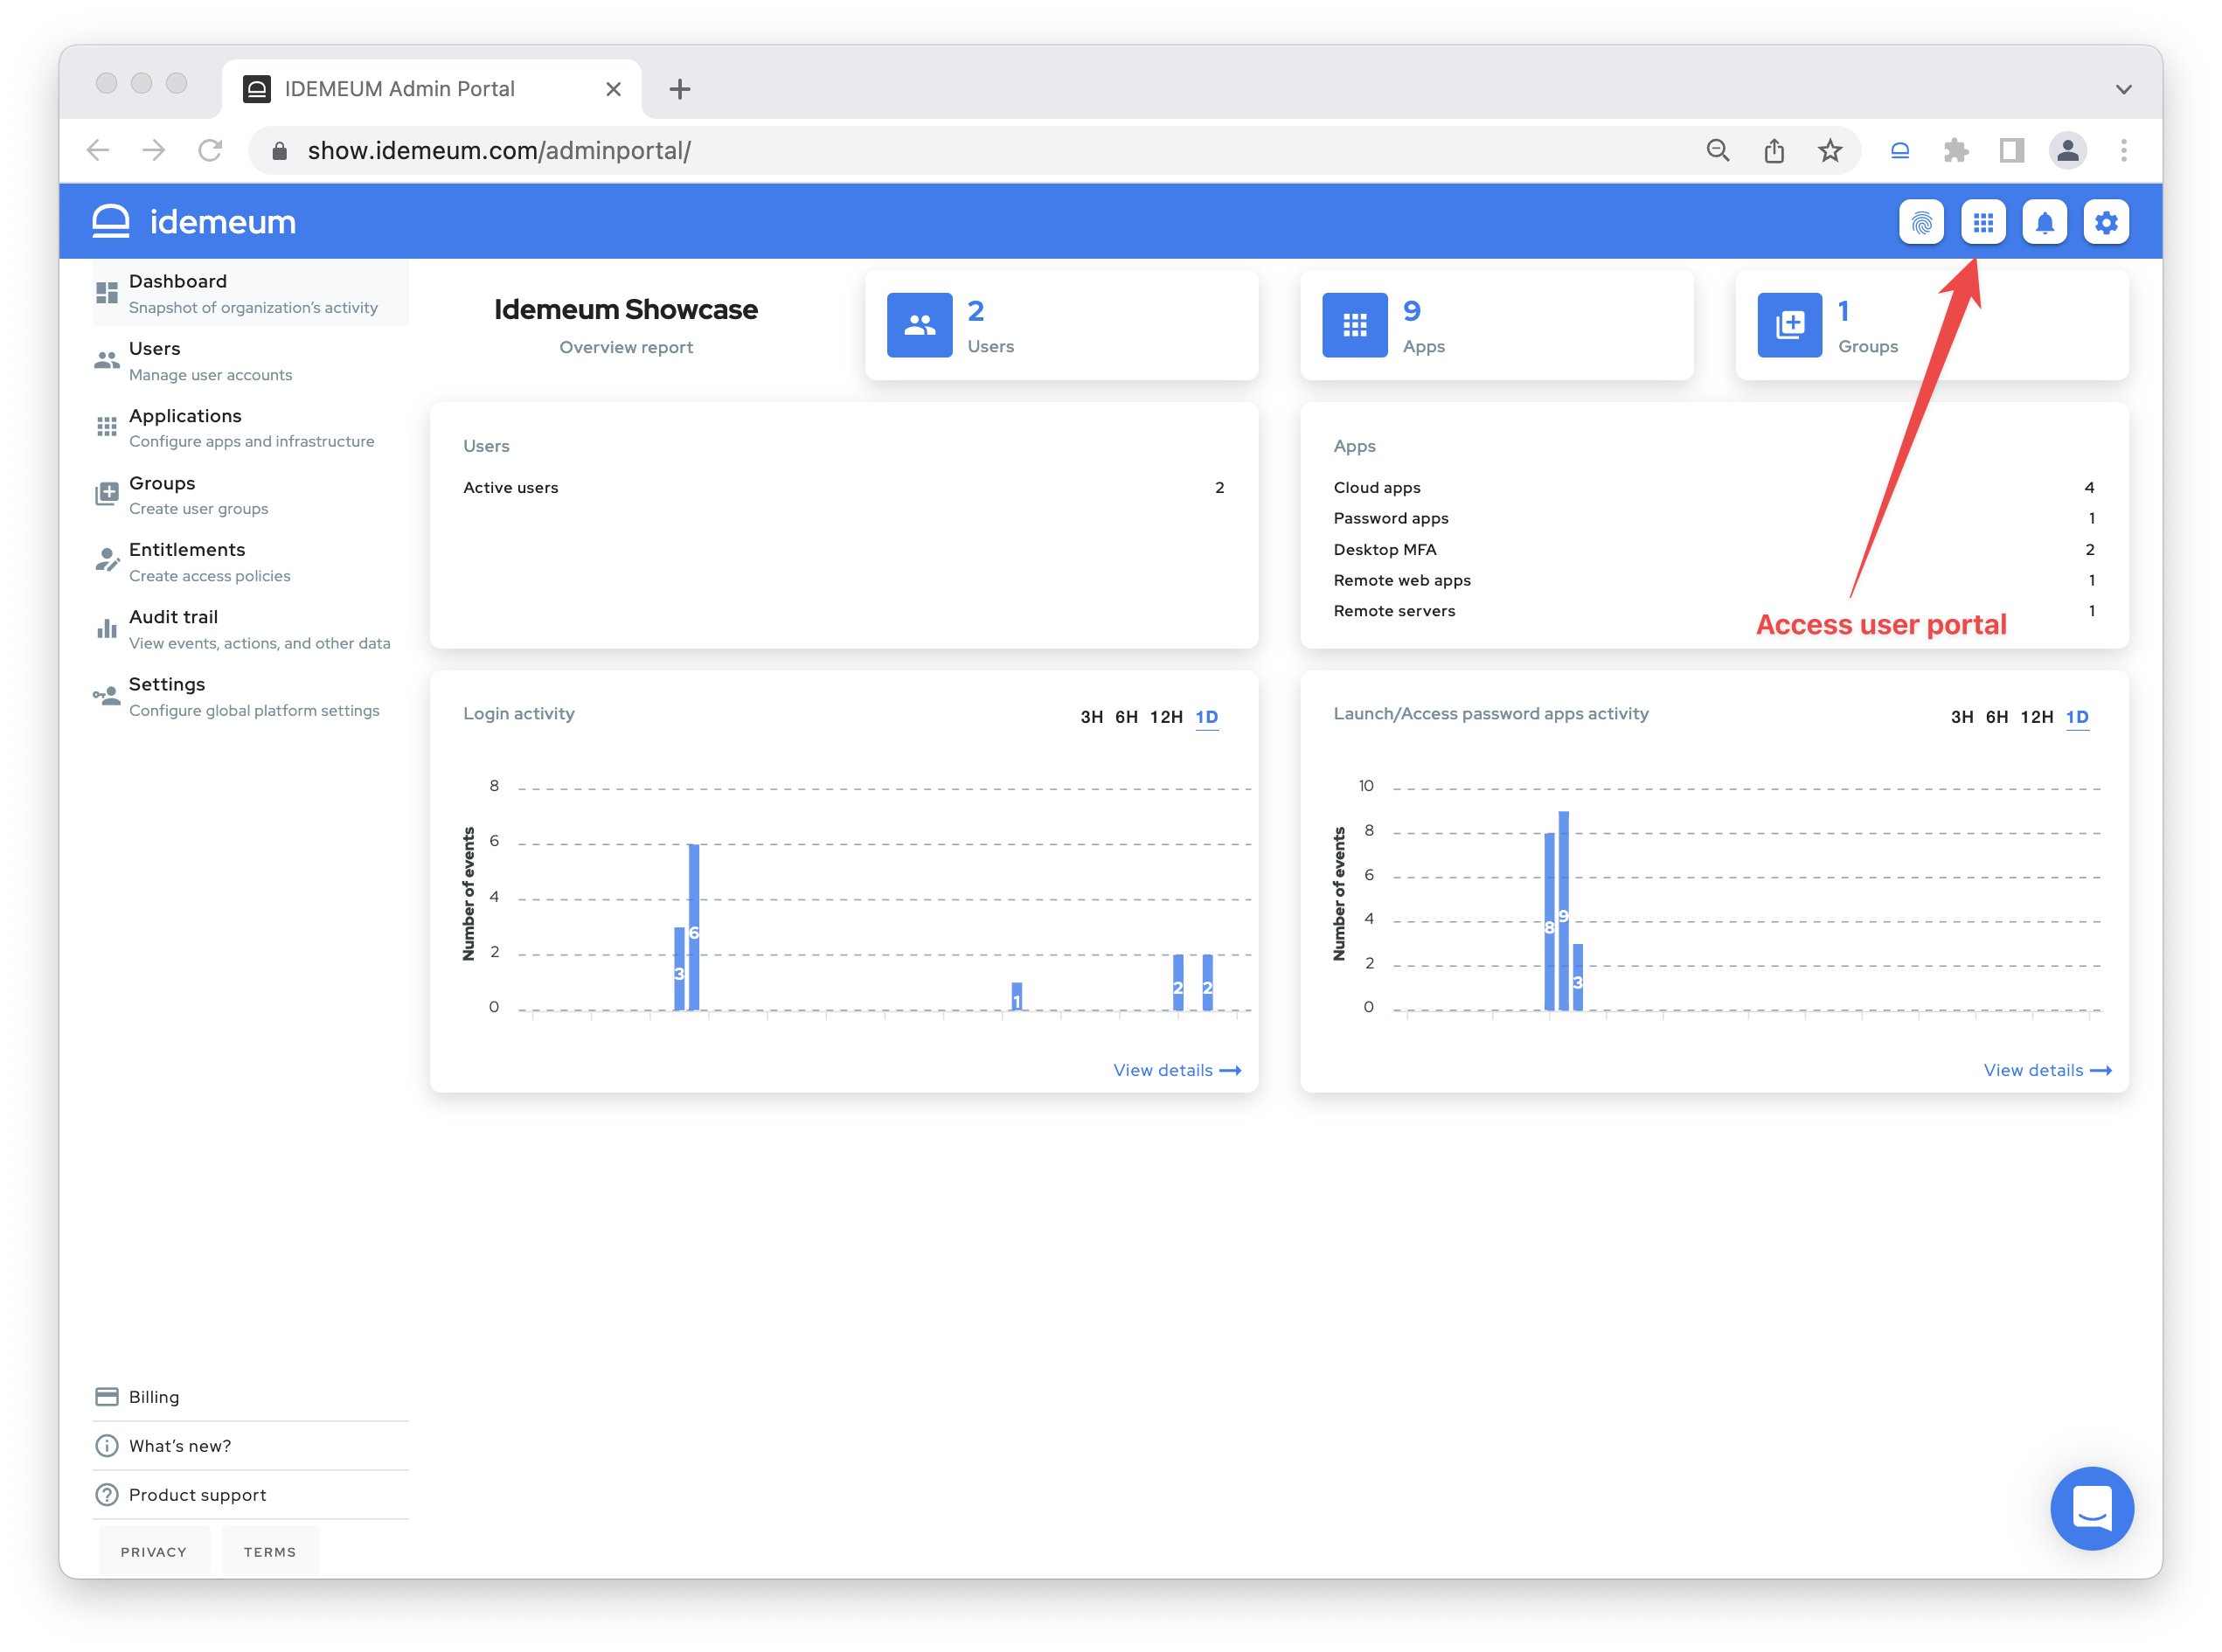 IDEMEUM Admin Portal
show.idemeum.com/adminportal/
idemeum
Dashboard
Snapshot of organization's activity
Users
Manage user accounts
Applications
Configure apps and infrastructure
Groups
Create user groups
Entitlements
Create access policies
Audit trail
View events, actions, and other data
Settings
Configure global platform settings
Idemeum Showcase
Overview report
2
Users
9
Apps
1
Groups
Users
Active users 2
Apps
Cloud apps 4
Password apps 1
Desktop MFA 2
Remote web apps 1
Remote servers 1
Access user portal
Login activity 3H 6H 12H 1D
Number of events
8
6
4
2
0
3
6
1
2
2
View details
Launch/Access password apps activity 3H 6H 12H 1D
Number of events
10
8
6
4
2
0
8
9
3
View details
Billing
What's new?
Product support
PRIVACY TERMS